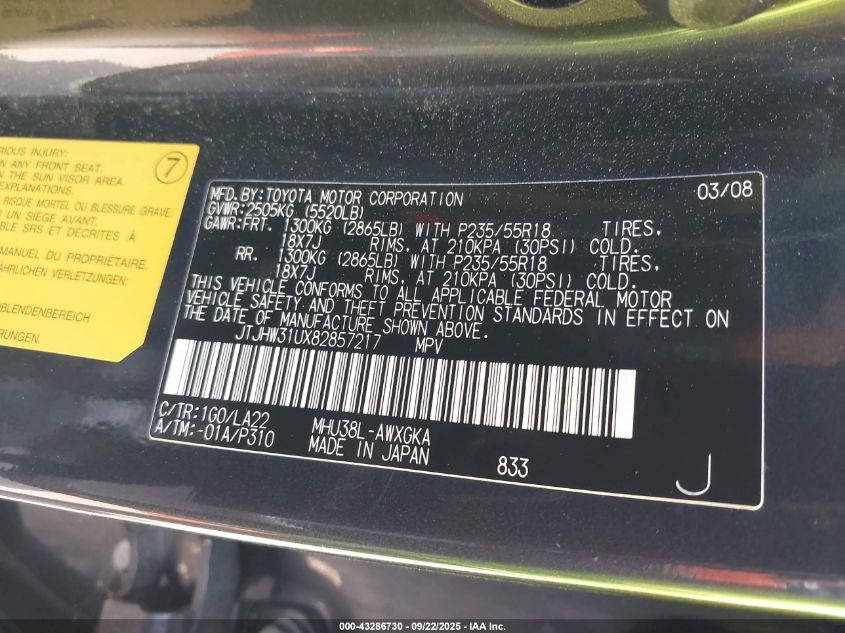 RIOUS INJURY:
N ANY FRONT SEAT.
N THE SUN VISOR AREA.
EXPLANATIONS.
7
RISQUE MORTEL OU BLESSURE GRAVE.
UN SIÈGE AVANT.
BLE SRS ET DÉCRITES À
MANUEL DU PROPRIÉTAIRE.
ÄHRLICHEN VERLETZUNGEN:
NBLENDENBEREICH
RUNGEN.
MFD.BY:TOYOTA MOTOR CORPORATION 03/08
GVWR:2505KG (5520LB)
GAWR:FRT. 1300KG (2865LB) WITH P235/55R18 TIRES,
18X7J RIMS, AT 210KPA (30PSI) COLD.
RR. 1300KG (2865LB) WITH P235/55R18 TIRES,
18X7J RIMS, AT 210KPA (30PSI) COLD.
THIS VEHICLE CONFORMS TO ALL APPLICABLE FEDERAL MOTOR
VEHICLE SAFETY AND THEFT PREVENTION STANDARDS IN EFFECT ON
THE DATE OF MANUFACTURE SHOWN ABOVE.
JTJHW31UX82857217 MPV
C/TR:1G0/LA22 MHU38L-AWXGKA
A/TM:-01A/P310 MADE IN JAPAN 833 J
000-43286730 - 09/22/2025 - IAA Inc.